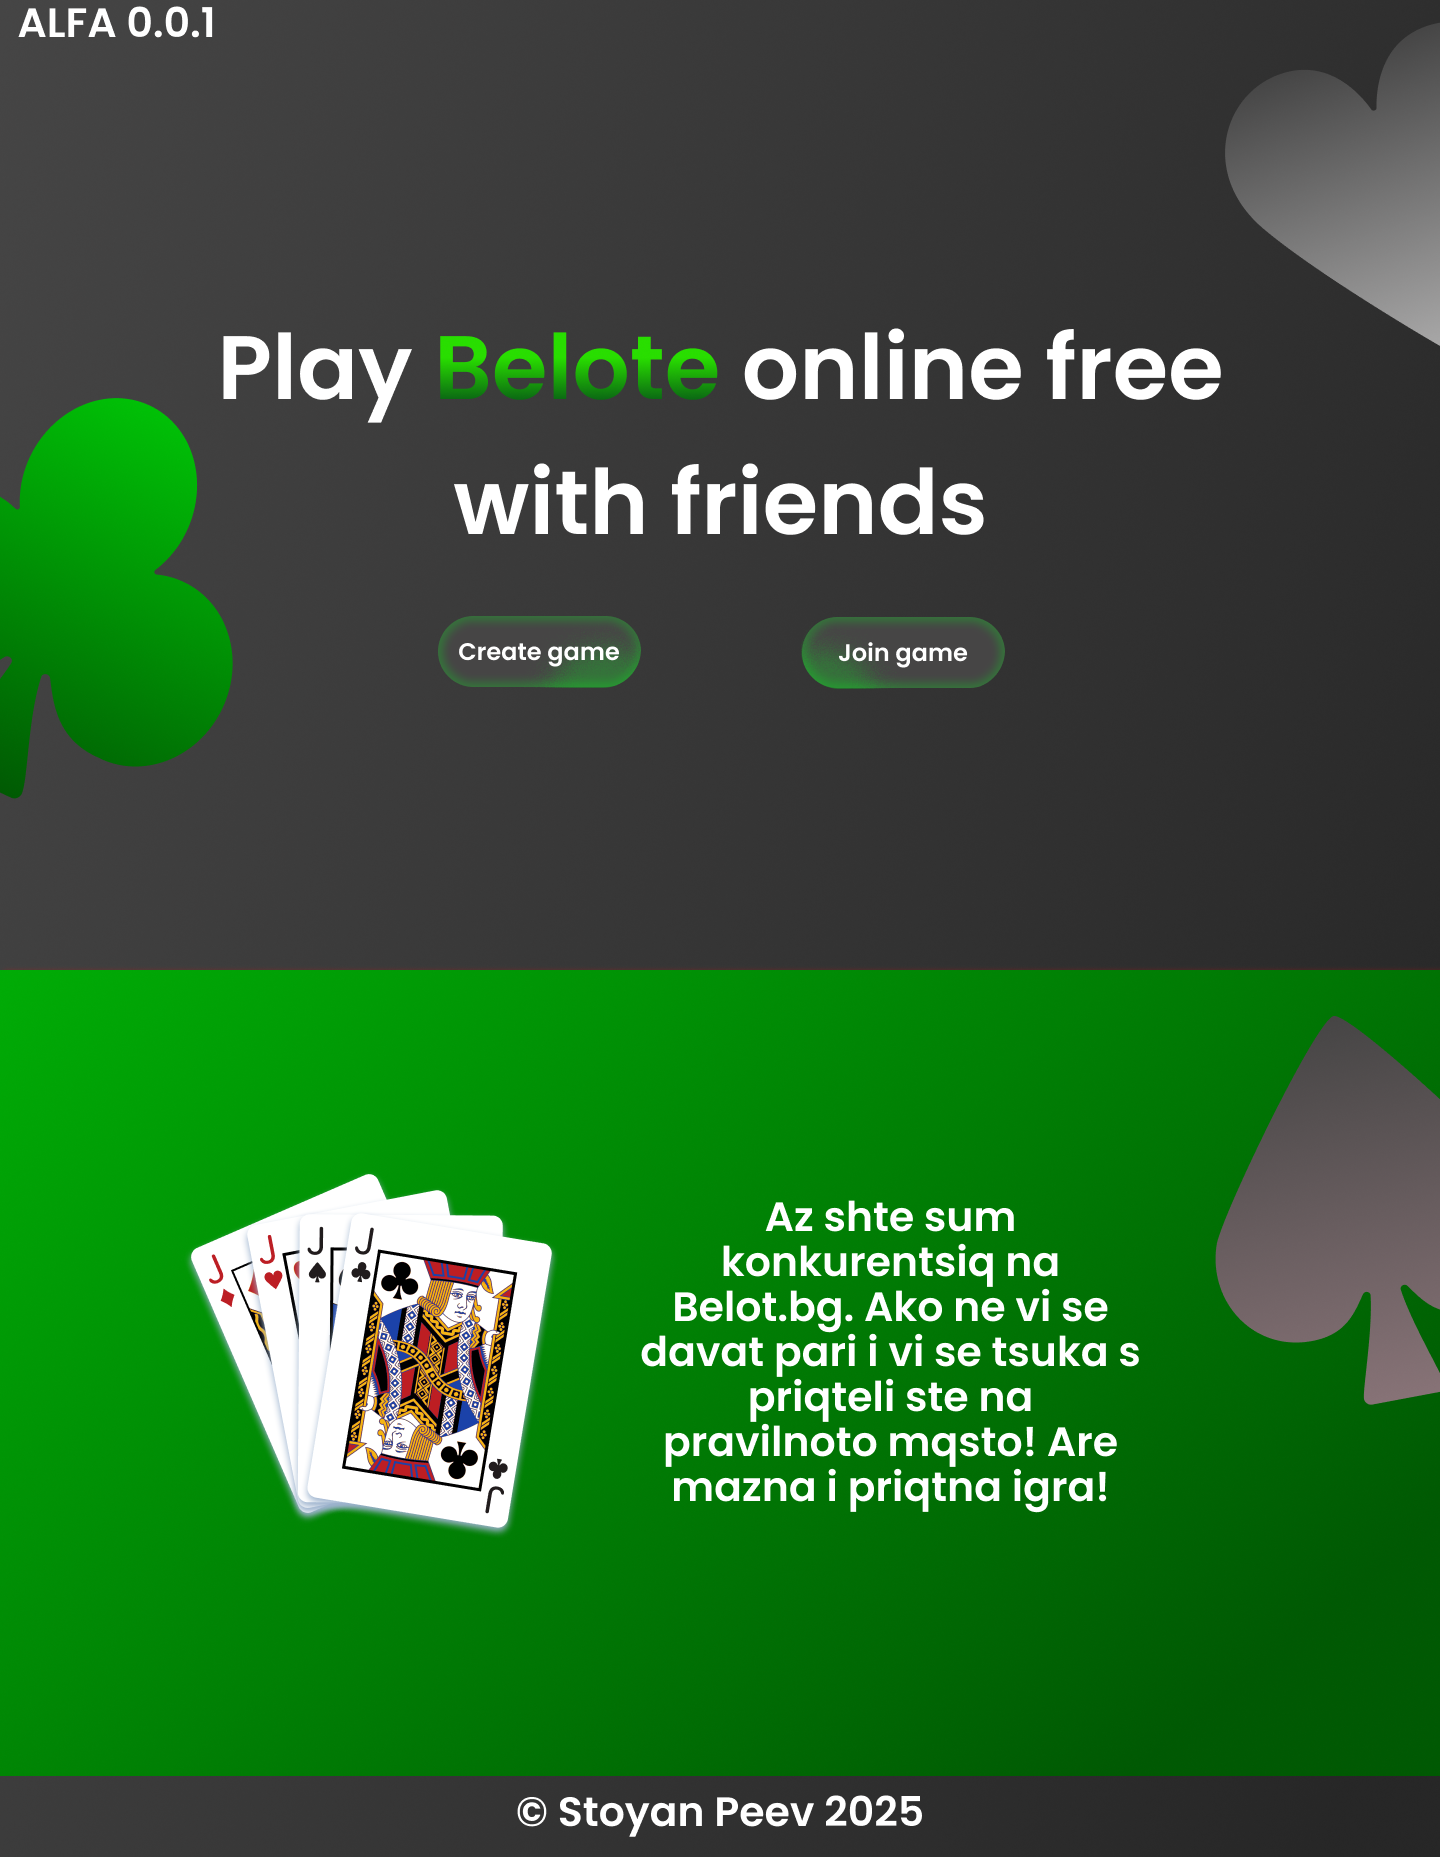 ALFA 0.0.1
Play Belote online free
with friends
Create game
Join game
J
J
J
J
Az shte sum
konkurentsiq na
Belot.bg. Ako ne vi se
davat pari i vi se tsuka s
priqteli ste na
pravilnoto mqsto! Are
mazna i priqtna igra!
J
© Stoyan Peev 2025